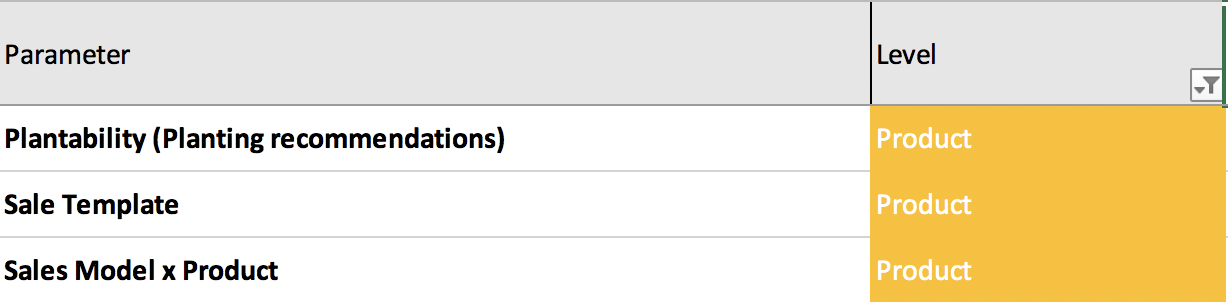 Parameter Level
Plantability (Planting recommendations) Product
Sale Template Product
Sales Model x Product Product